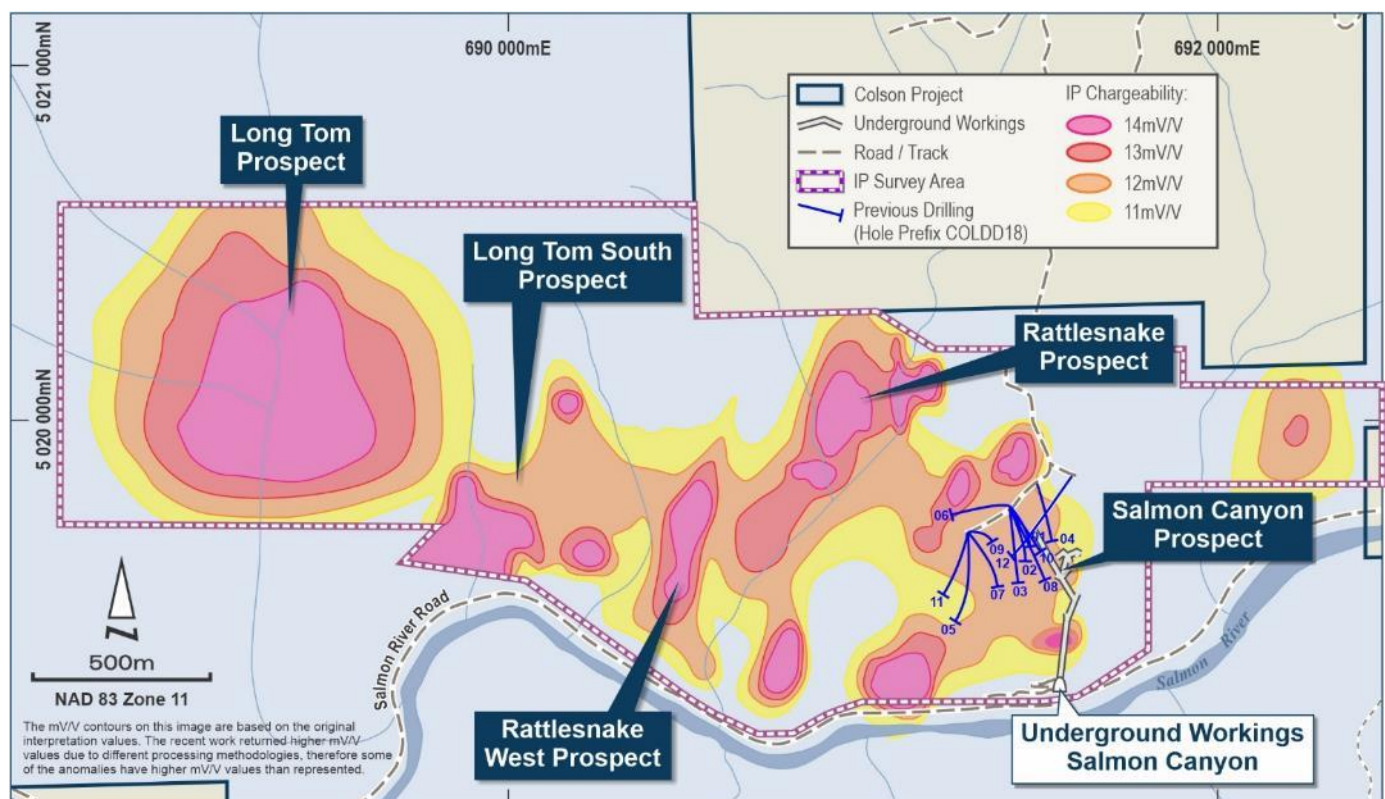 690 000mE
692 000mE
5 021 000mN
5 020 000mN
Long Tom
Prospect
Long Tom South
Prospect
Rattlesnake
Prospect
Salmon Canyon
Prospect
Rattlesnake
West Prospect
Underground Workings
Salmon Canyon
Colson Project
Underground Workings
Road / Track
IP Survey Area
Previous Drilling
(Hole Prefix COLDD18)
IP Chargeability:
14mV/V
13mV/V
12mV/V
11mV/V
06
09
12
02
10
04
11
05
07
03
08
Salmon River Road
Salmon River
N
500m
NAD 83 Zone 11
The mV/V contours on this image are based on the original
interpretation values. The recent work returned higher mV/V
values due to different processing methodologies, therefore some
of the anomalies have higher mV/V values than represented.